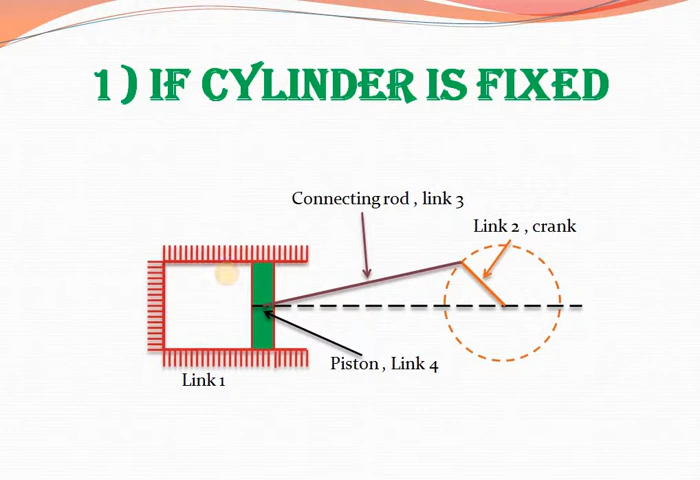 1) IF CYLINDER IS FIXED
Connecting rod , link 3
Link 2 , crank
Piston , Link 4
Link 1